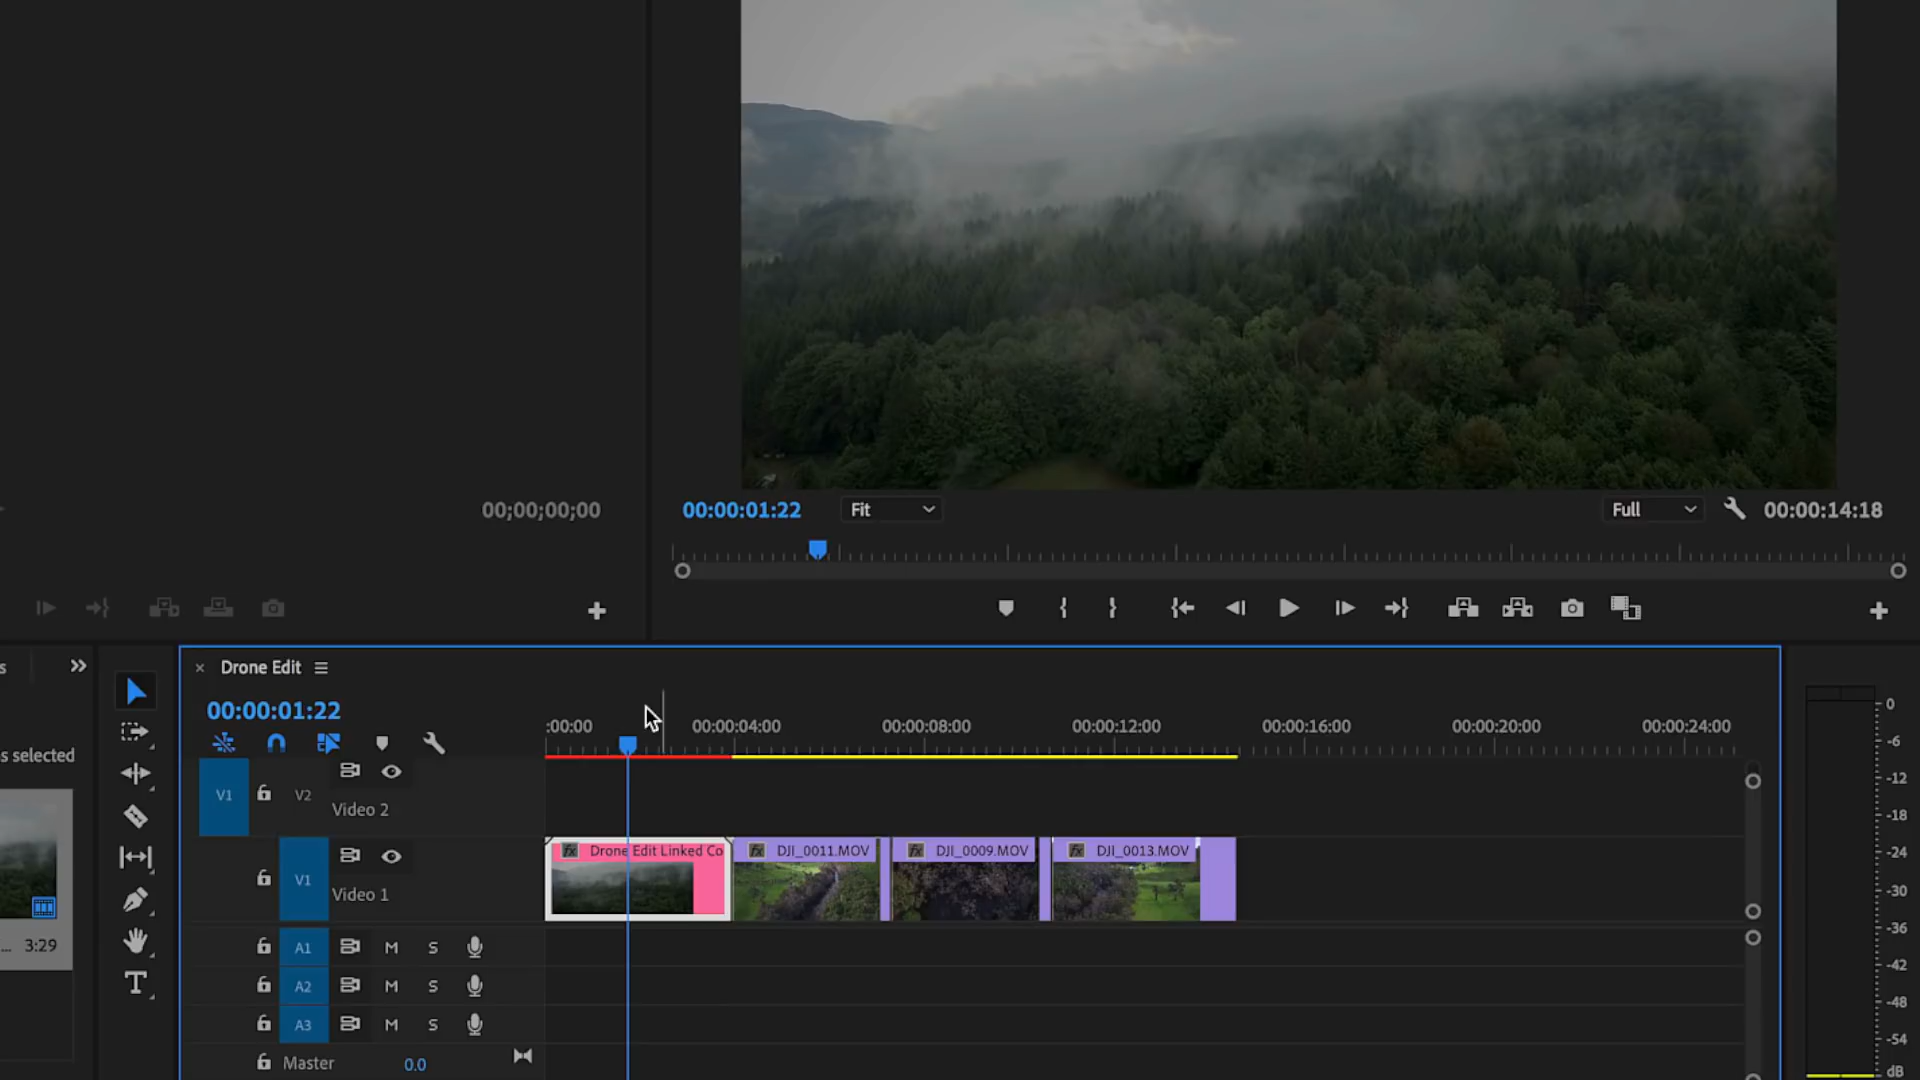 00;00;00;00
00:00:01:22
Fit
Full
00:00:14:18
s
Drone Edit
00:00:01:22
:00:00
00:00:04:00
00:00:08:00
00:00:12:00
00:00:16:00
00:00:20:00
00:00:24:00
s selected
V1
V2
Video 2
fx Drone Edit Linked Co
fx DJI_0011.MOV
fx DJI_0009.MOV
fx DJI_0013.MOV
V1
Video 1
... 3:29
A1 M S
A2 M S
A3 M S
Master 0.0
0
-6
-12
-18
-24
-30
-36
-42
-48
-54
dB